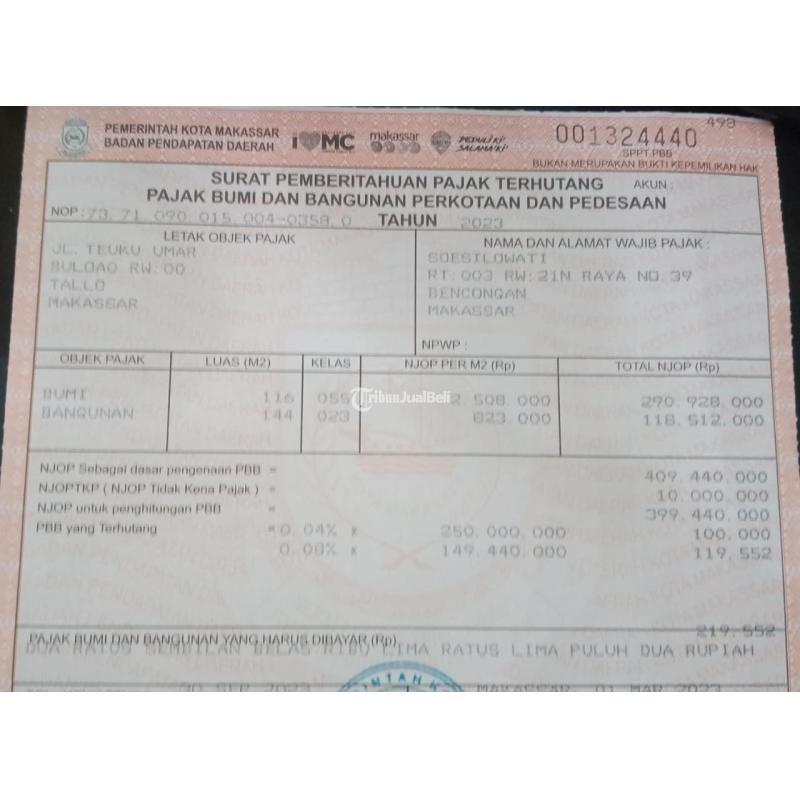 498
PEMERINTAH KOTA MAKASSAR
BADAN PENDAPATAN DAERAH
I MC
makassar
PEDULI KI'
SALAMA'KI'
001324440
SPPT PBB
BUKAN MERUPAKAN BUKTI KEPEMILIKAN HAK
SURAT PEMBERITAHUAN PAJAK TERHUTANG AKUN :
PAJAK BUMI DAN BANGUNAN PERKOTAAN DAN PEDESAAN
NOP : 73.71.090.015.004-0358.0 TAHUN 2023
LETAK OBJEK PAJAK
JL. TEUKU UMAR
BULOAO RW:00
TALLO
MAKASSAR
NAMA DAN ALAMAT WAJIB PAJAK :
SOESILOWATI
RT:003 RW:21N RAYA NO.39
BENCONGAN
MAKASSAR
NPWP :
OBJEK PAJAK LUAS (M2) KELAS NJOP PER M2 (Rp) TOTAL NJOP (Rp)
BUMI 116 055 2.508.000 290.928.000
BANGUNAN 144 023 823.000 118.512.000
TribunJualBeli
NJOP Sebagai dasar pengenaan PBB = 409.440.000
NJOPTKP ( NJOP Tidak Kena Pajak ) = 10.000.000
NJOP untuk penghitungan PBB = 399.440.000
PBB yang Terhutang = 0.04% x 250.000.000 100.000
0.08% x 149.440.000 119.552
219.552
PAJAK BUMI DAN BANGUNAN YANG HARUS DIBAYAR (Rp)
DUA RATUS SEMBILAN BELAS RIBU LIMA RATUS LIMA PULUH DUA RUPIAH
30 SEP 2023 MAKASSAR 01 MAR 2023